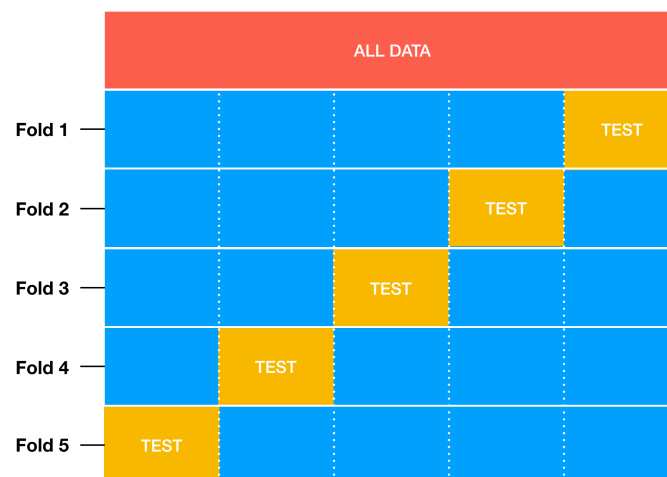 ALL DATA
Fold 1 TEST
Fold 2 TEST
Fold 3 TEST
Fold 4 TEST
Fold 5 TEST